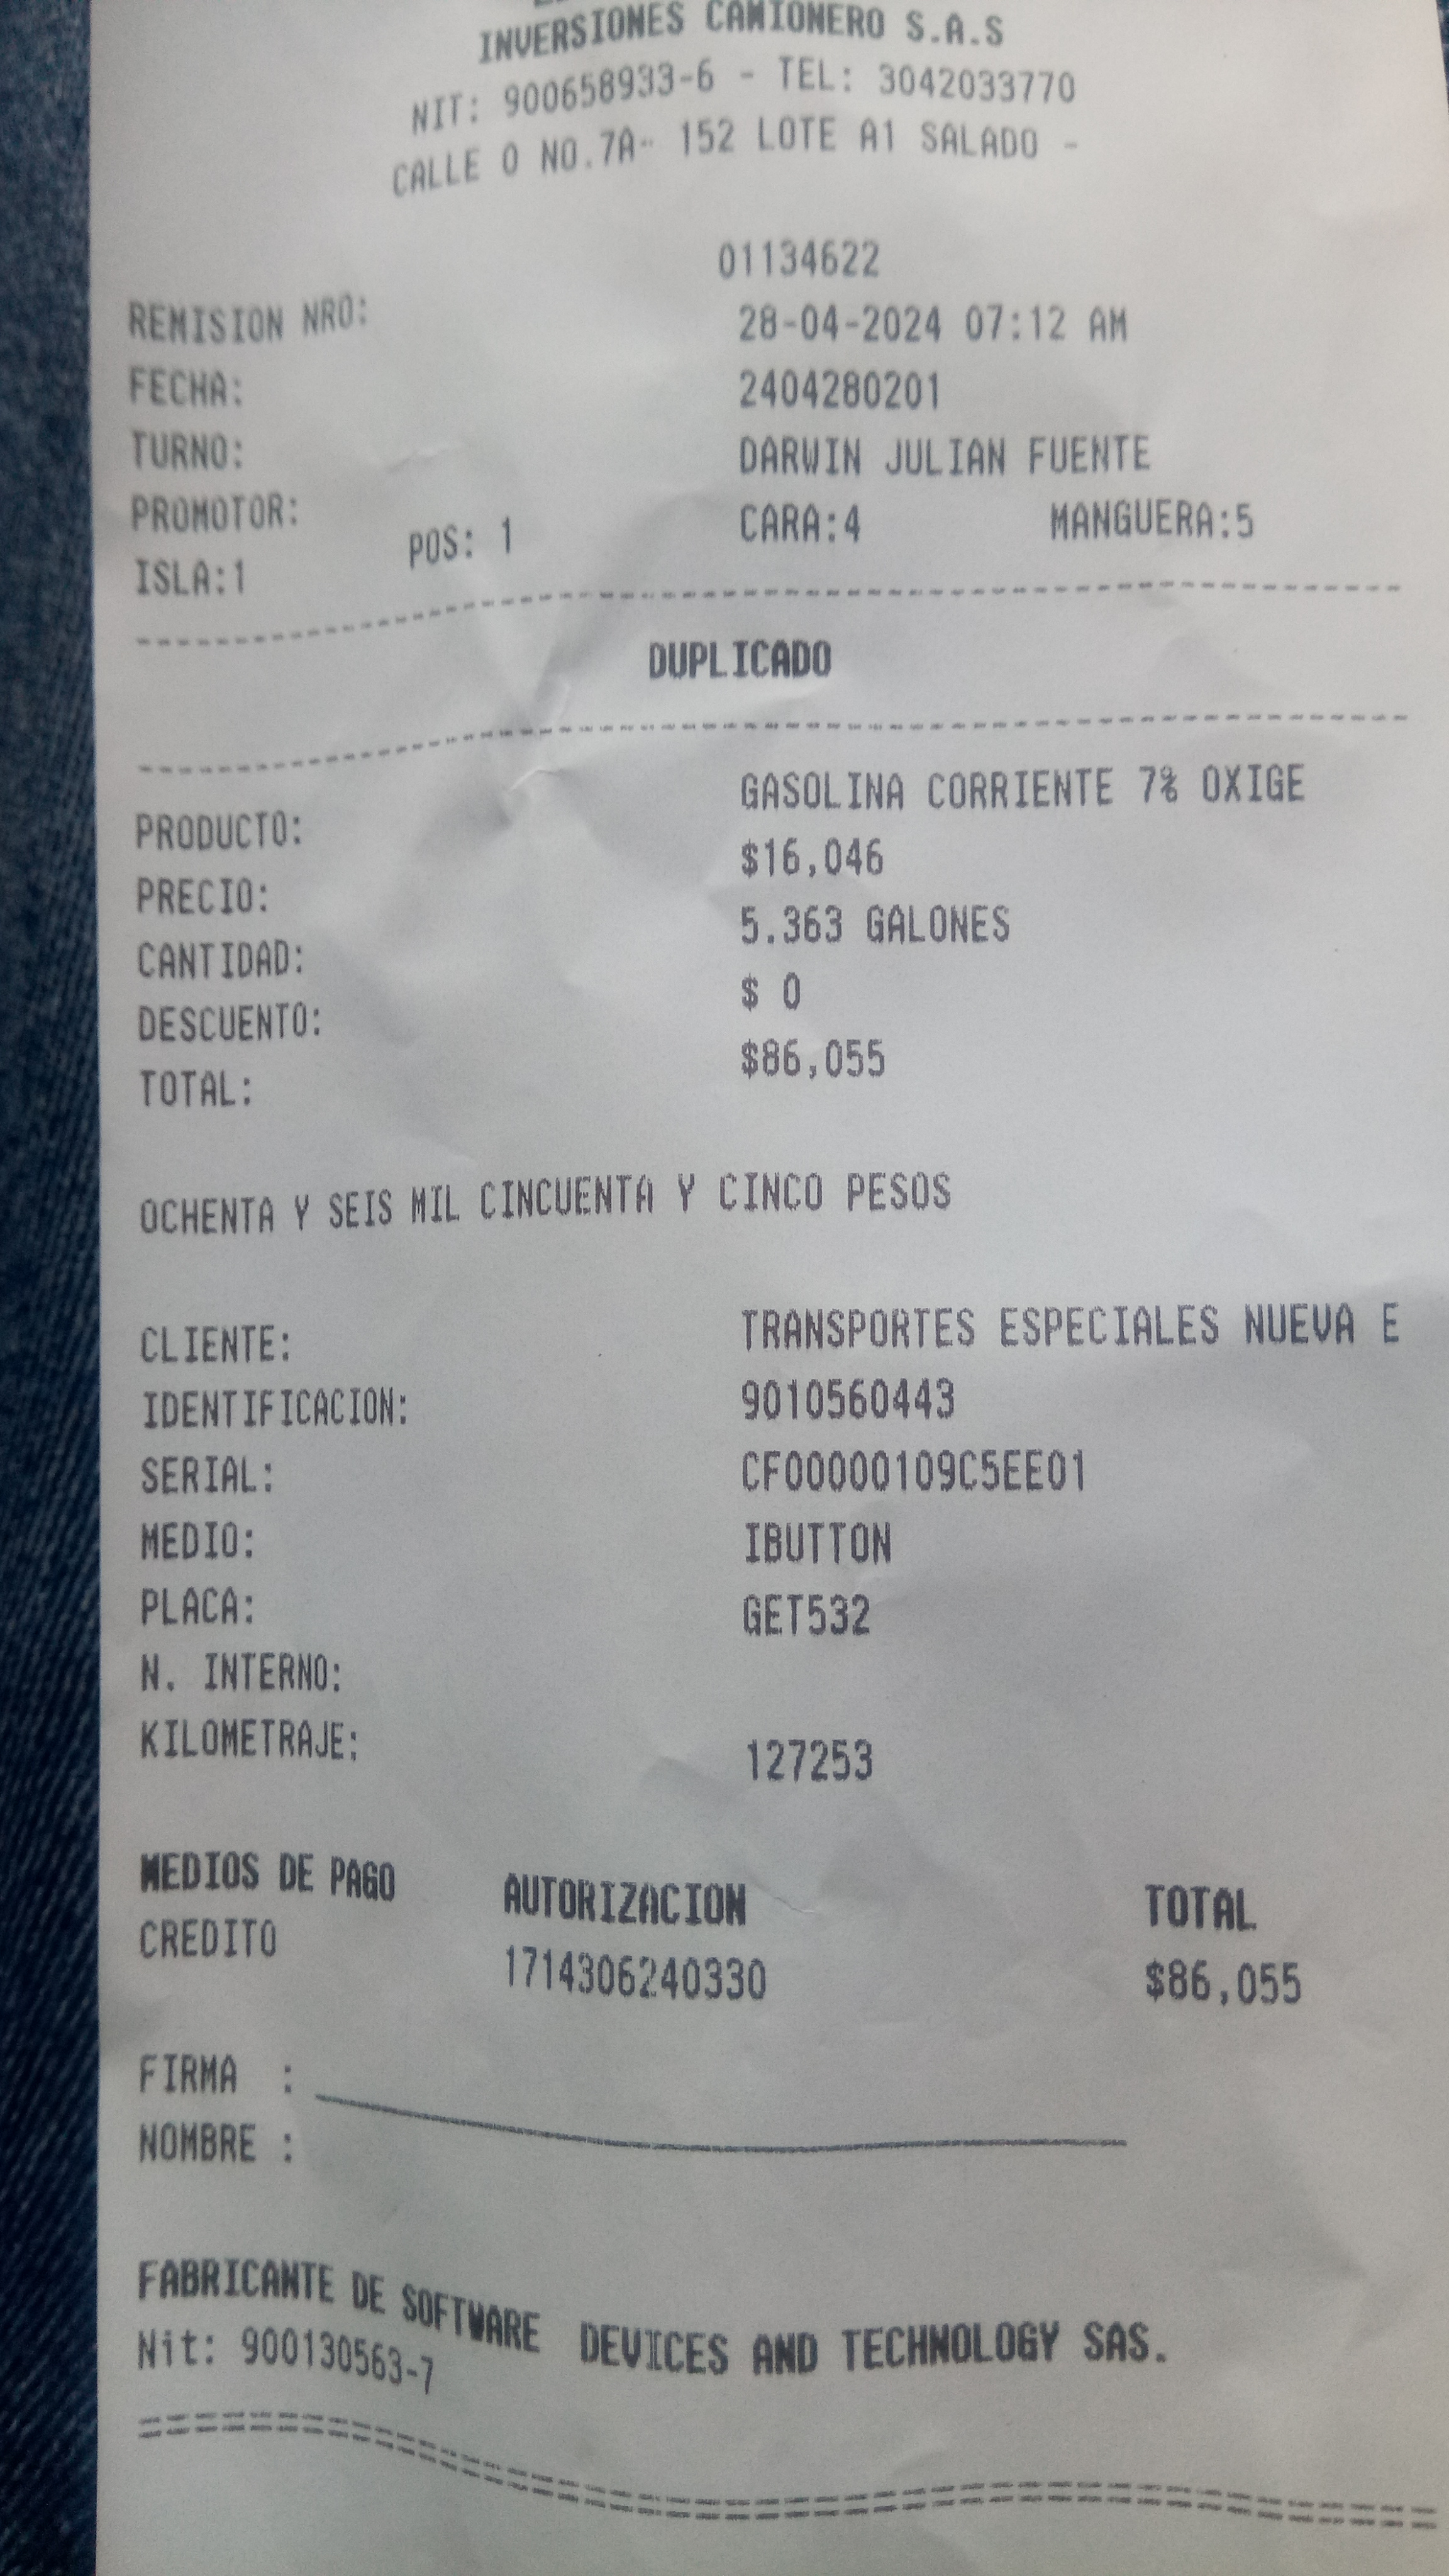 INVERSIONES CAMIONERO S.A.S
NIT: 900658933-6 - TEL: 3042033770
CALLE 0 NO.7A- 152 LOTE A1 SALADO -
REMISION NRO: 01134622
FECHA: 28-04-2024 07:12 AM
TURNO: 2404280201
PROMOTOR: DARWIN JULIAN FUENTE
ISLA:1 POS: 1 CARA:4 MANGUERA:5
DUPLICADO
PRODUCTO: GASOLINA CORRIENTE 7% OXIGE
PRECIO: $16,046
CANTIDAD: 5.363 GALONES
DESCUENTO: $ 0
TOTAL: $86,055
OCHENTA Y SEIS MIL CINCUENTA Y CINCO PESOS
CLIENTE: TRANSPORTES ESPECIALES NUEVA E
IDENTIFICACION: 9010560443
SERIAL: CF00000109C5EE01
MEDIO: IBUTTON
PLACA: GET532
N. INTERNO:
KILOMETRAJE: 127253
MEDIOS DE PAGO AUTORIZACION TOTAL
CREDITO 1714306240330 $86,055
FIRMA :
NOMBRE :
FABRICANTE DE SOFTWARE DEVICES AND TECHNOLOGY SAS.
Nit: 900130563-7